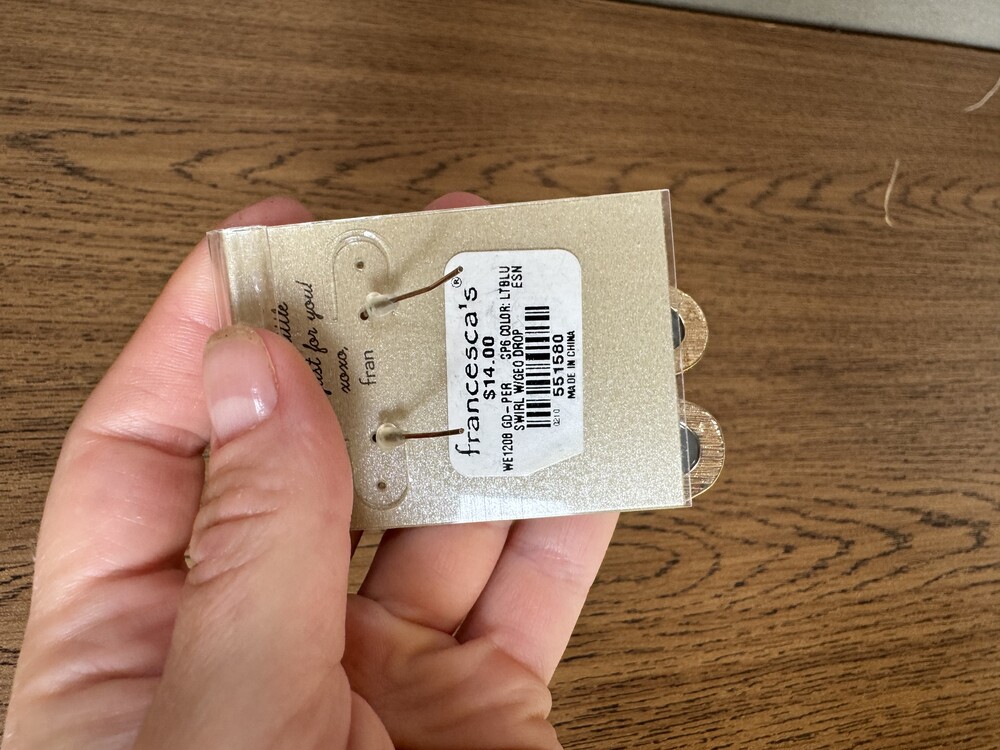 just for you!
xoxo,
fran
francesca's®
$14.00
WE1208 GD-PER SP6 COLOR: LTBLU
SWIRL W/GEO DROP ESN
0210 551580
MADE IN CHINA